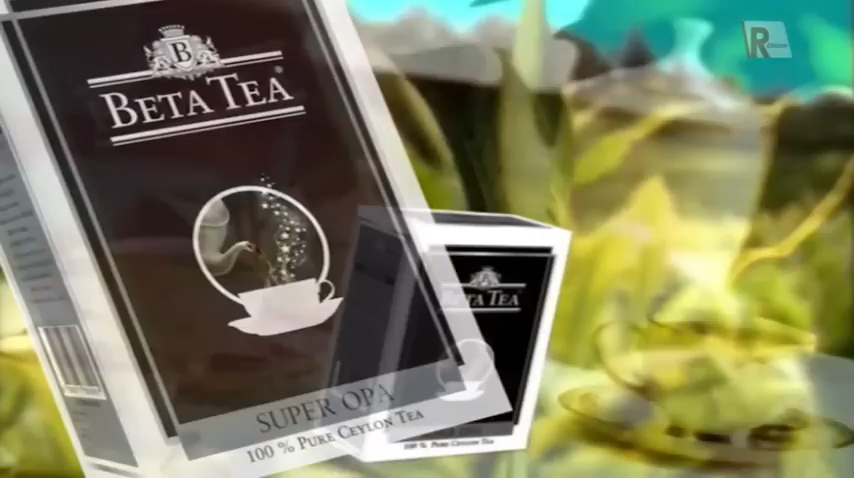 B
BETA TEA®
SUPER OPA
100 % PURE CEYLON TEA
BETA TEA
100 % PURE CEYLON TEA
R